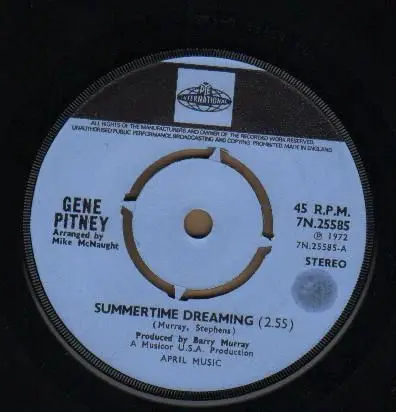 PYE
INTERNATIONAL
ALL RIGHTS OF THE MANUFACTURERS AND OWNER OF THE RECORDED WORK RESERVED.
UNAUTHORISED PUBLIC PERFORMANCE, BROADCASTING AND COPYING PROHIBITED. MADE IN ENGLAND
GENE
PITNEY
Arranged by
Mike McNaught
45 R.P.M.
7N.25585
℗ 1972
7N.25585-A
STEREO
SUMMERTIME DREAMING (2.55)
(Murray, Stephens)
Produced by Barry Murray
A Musicor U.S.A. Production
APRIL MUSIC